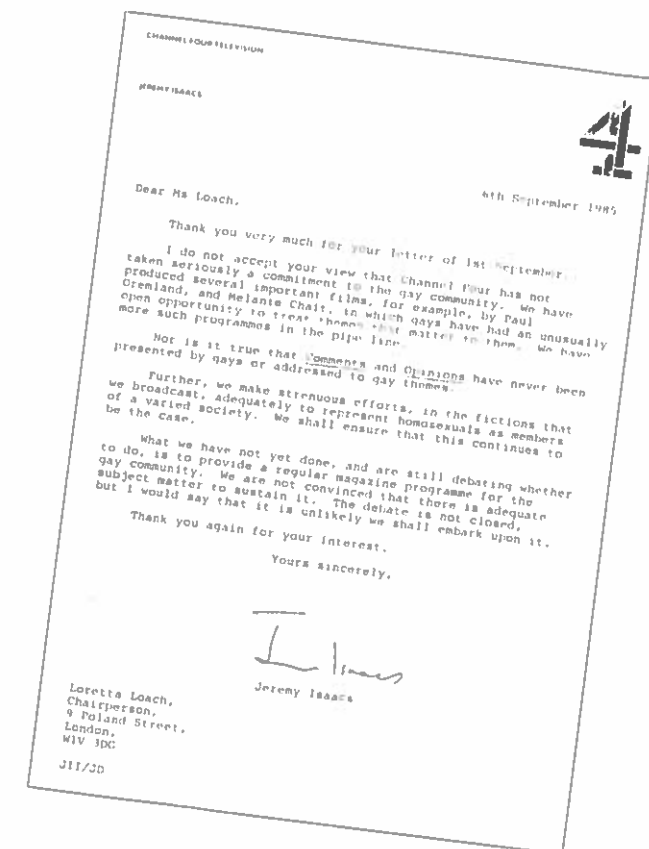 CHANNEL FOUR TELEVISION
JEREMY ISAACS
4
6th September 1985
Dear Ms Loach,
Thank you very much for your letter of 1st September.
I do not accept your view that Channel Four has not
taken seriously a commitment to the gay community. We have
produced several important films, for example, by Paul
Oremland, and Melanie Chait, in which gays have had an unusually
open opportunity to treat themes that matter to them. We have
more such programmes in the pipe line.
Nor is it true that Comments and Opinions have never been
presented by gays or addressed to gay themes.
Further, we make strenuous efforts, in the fictions that
we broadcast, adequately to represent homosexuals as members
of a varied society. We shall ensure that this continues to
be the case.
What we have not yet done, and are still debating whether
to do, is to provide a regular magazine programme for the
gay community. We are not convinced that there is adequate
subject matter to sustain it. The debate is not closed,
but I would say that it is unlikely we shall embark upon it.
Thank you again for your interest.
Yours sincerely,
Jeremy Isaacs
Loretta Loach,
Chairperson,
9 Poland Street,
London,
W1V 3DG